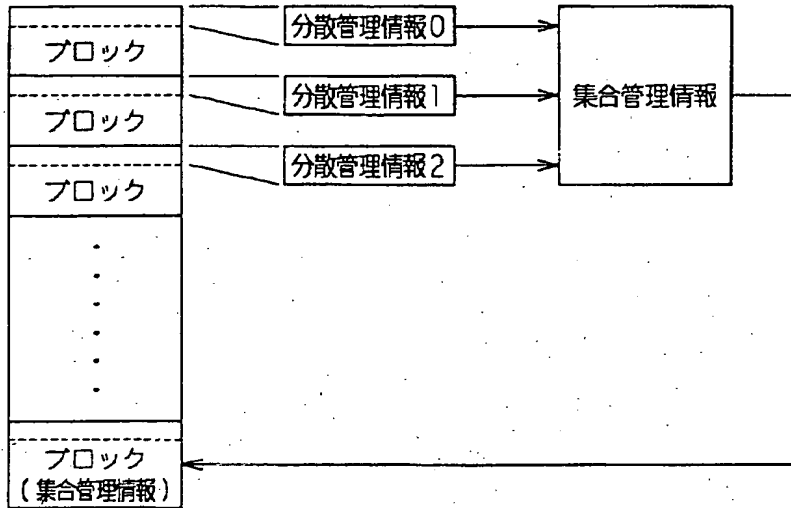 ブロック
ブロック
ブロック
ブロック
(集合管理情報)
分散管理情報0
分散管理情報1
分散管理情報2
集合管理情報